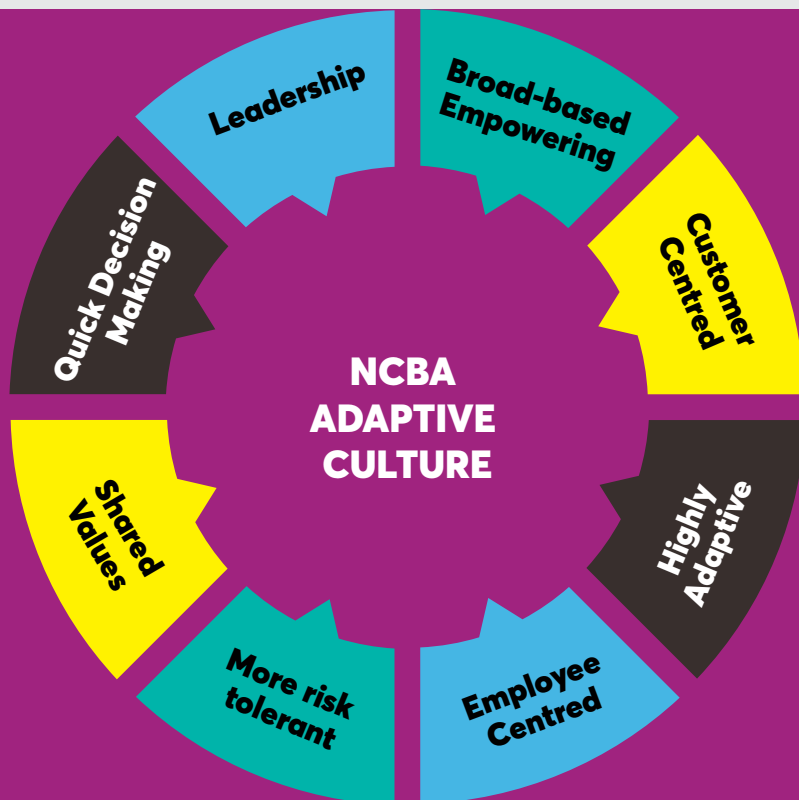 Leadership
Broad-based
Empowering
Customer
Centred
Highly
Adaptive
Employee
Centred
More risk
tolerant
Shared
Values
Quick Decision
Making
NCBA
ADAPTIVE
CULTURE